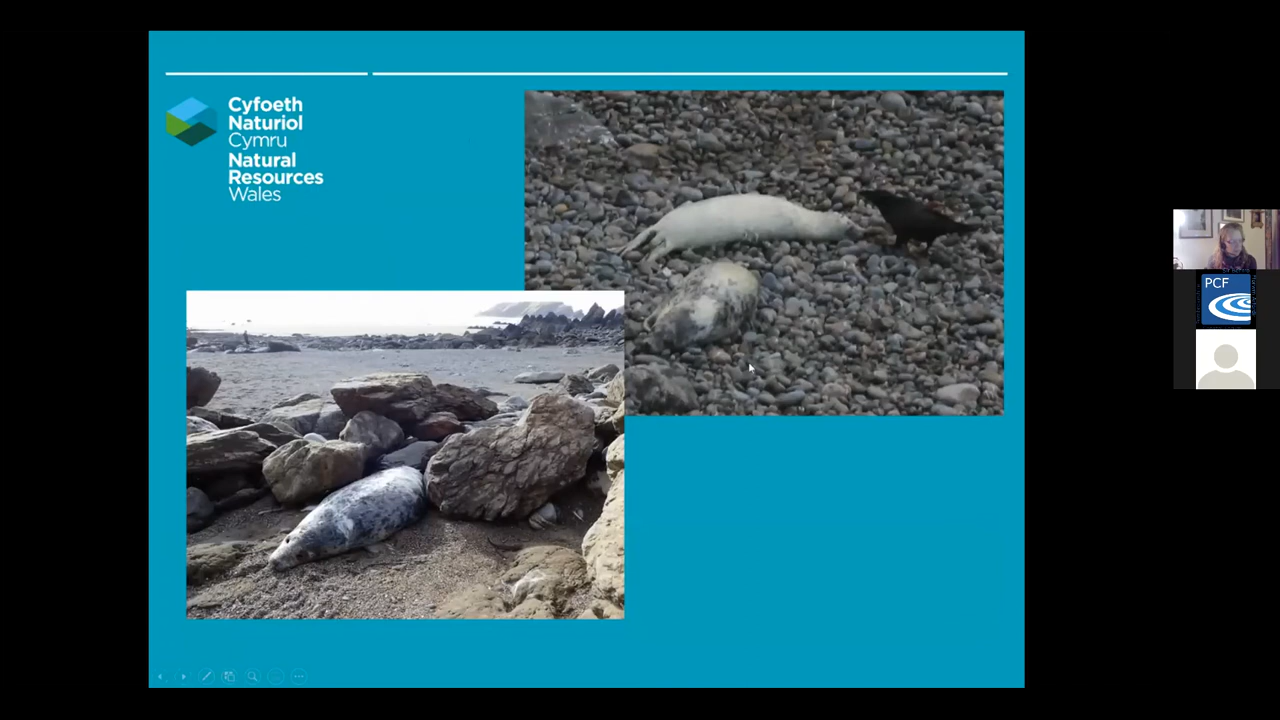 Cyfoeth
Naturiol
Cymru
Natural
Resources
Wales
PCF